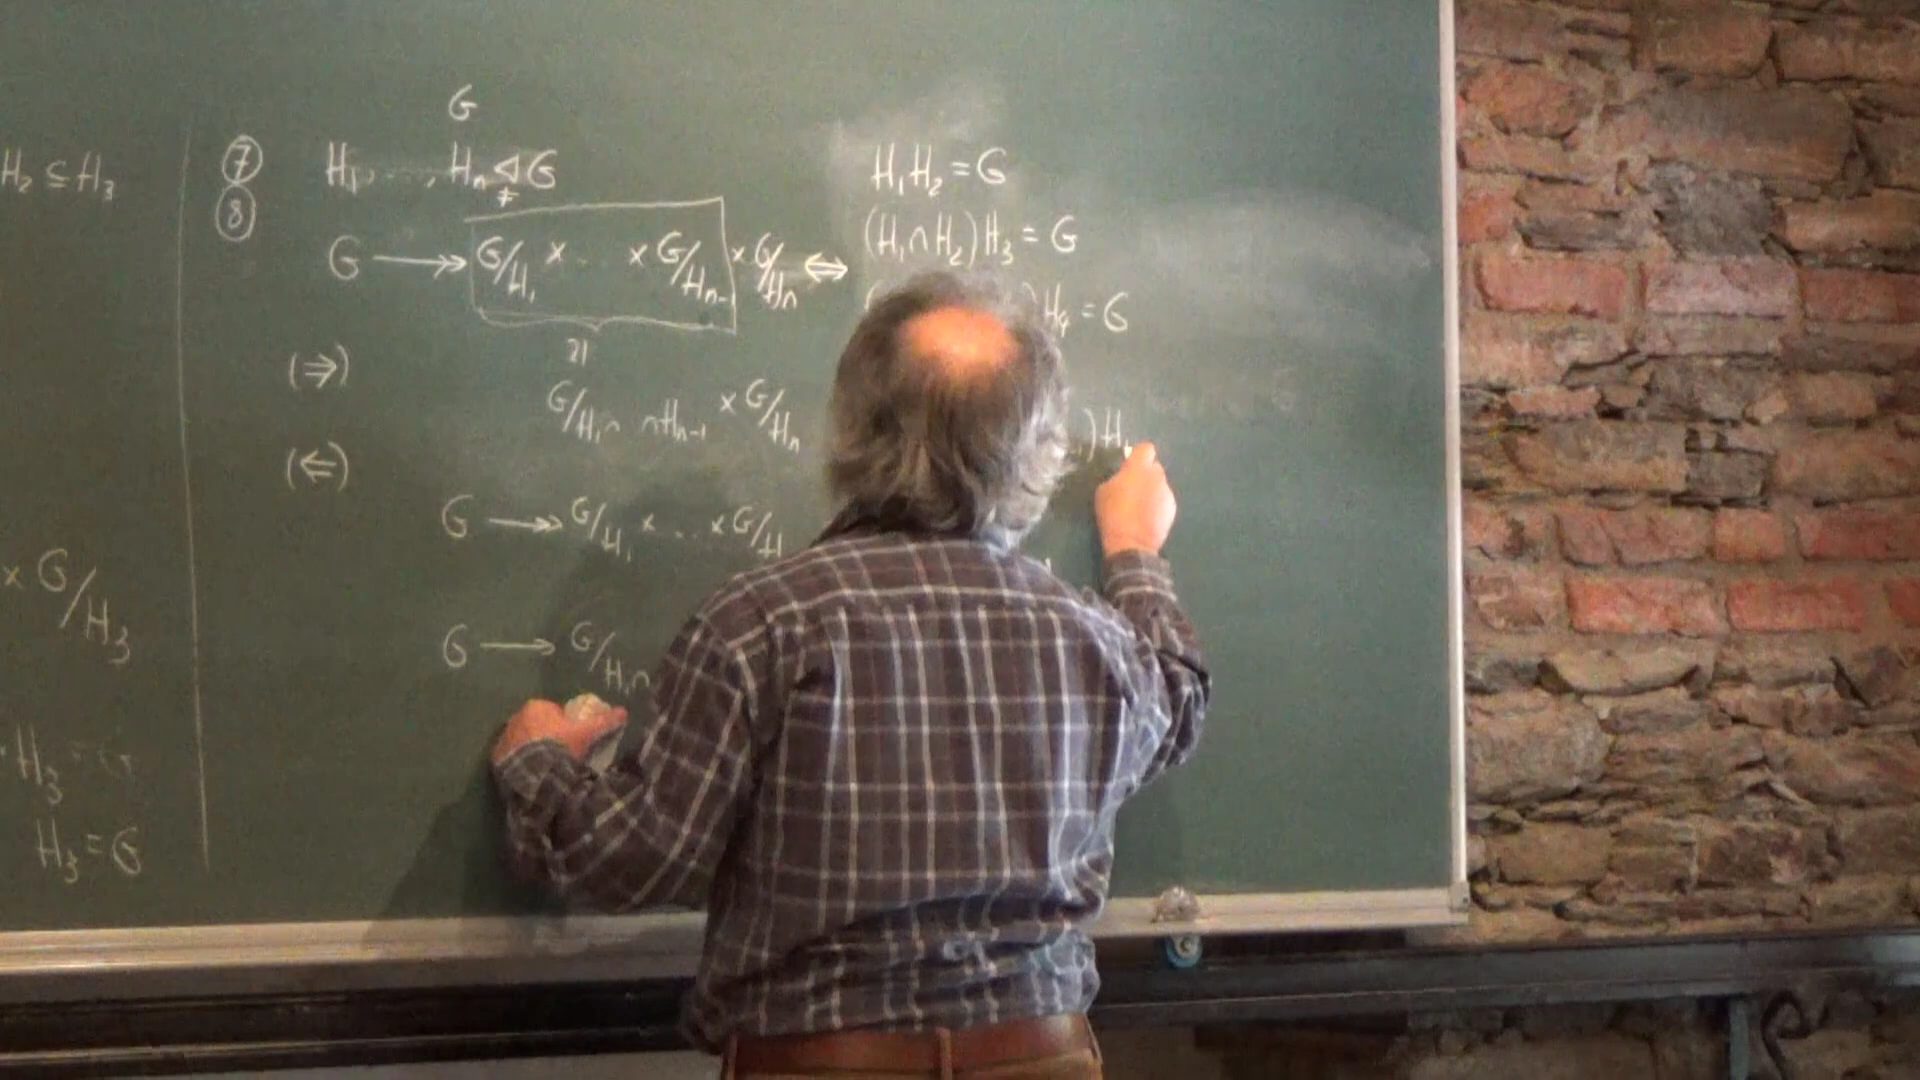 H₂ ⊆ H₃
× G/H₃
H₃ = G
H₃ = G
⑦
⑧
G
H₁, ..., Hₙ ⊴ G
≠
G ↠ G/H₁ × ... × G/Hₙ₋₁ × G/Hₙ ⇔
≀|
(⇒)
G/H₁∩ ∩Hₙ₋₁ × G/Hₙ
(⇐)
G ↠ G/H₁ × ... × G/H
G → G/H₁∩
H₁H₂ = G
(H₁∩H₂)H₃ = G
H₄ = G
)H